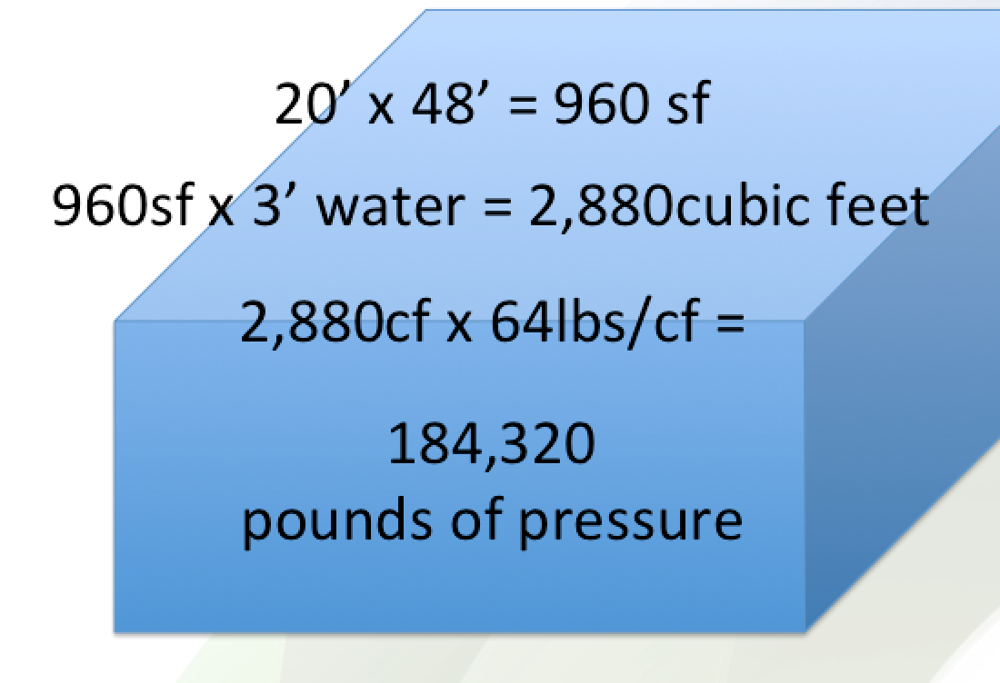 20’ x 48’ = 960 sf
960sf x 3’ water = 2,880cubic feet
2,880cf x 64lbs/cf =
184,320
pounds of pressure